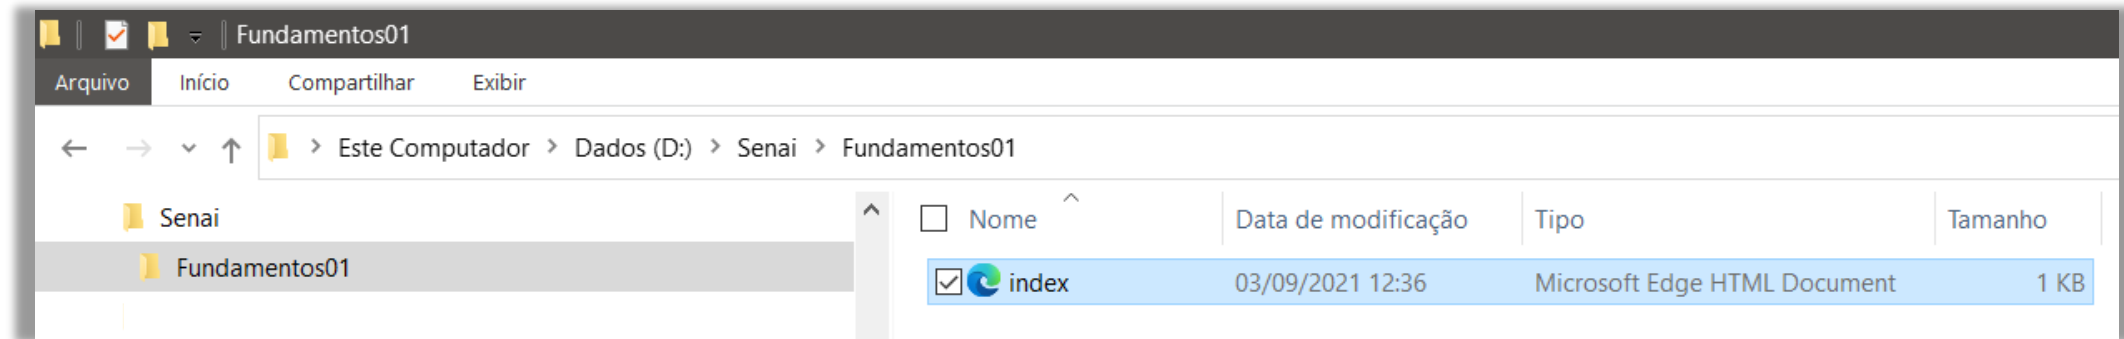 Fundamentos01
Arquivo Início Compartilhar Exibir
Este Computador > Dados (D:) > Senai > Fundamentos01
Senai
Fundamentos01
Nome Data de modificação Tipo Tamanho
index 03/09/2021 12:36 Microsoft Edge HTML Document 1 KB